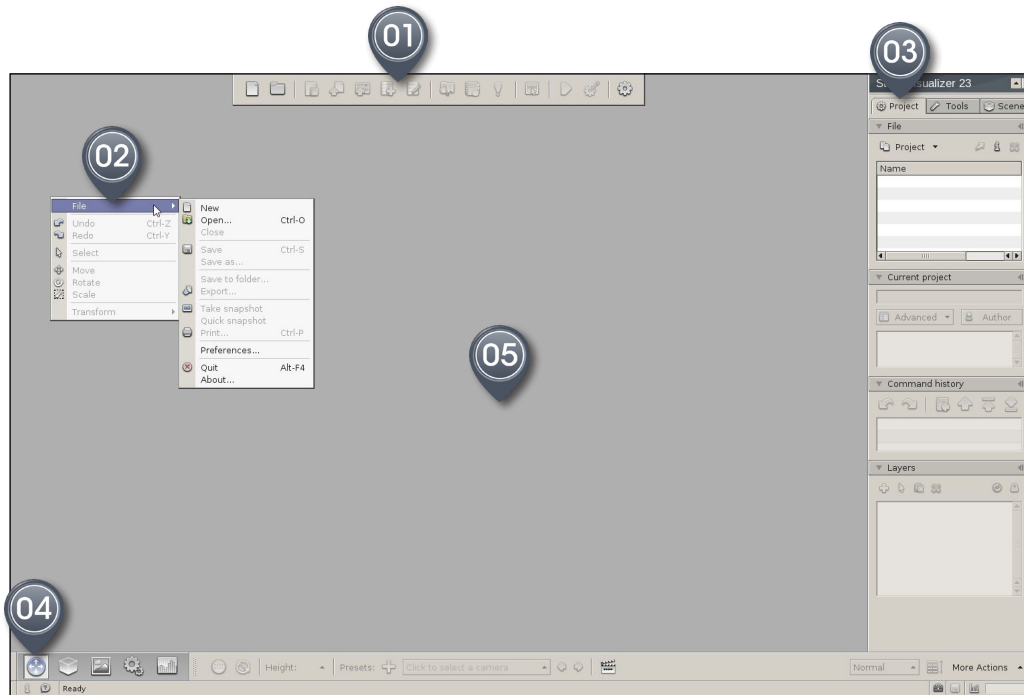 01
03
S ualizer 23
Project Tools Scene
02
File
Project
Name
File
Undo Ctrl-Z
Redo Ctrl-Y
Select
Move
Rotate
Scale
Transform
New
Open... Ctrl-O
Close
Save Ctrl-S
Save as...
Save to folder...
Export...
Take snapshot
Quick snapshot
Print... Ctrl-P
Preferences...
Quit Alt-F4
About...
Current project
Advanced Author
05
Command history
Layers
04
Height: Presets: Click to select a camera Normal More Actions
Ready